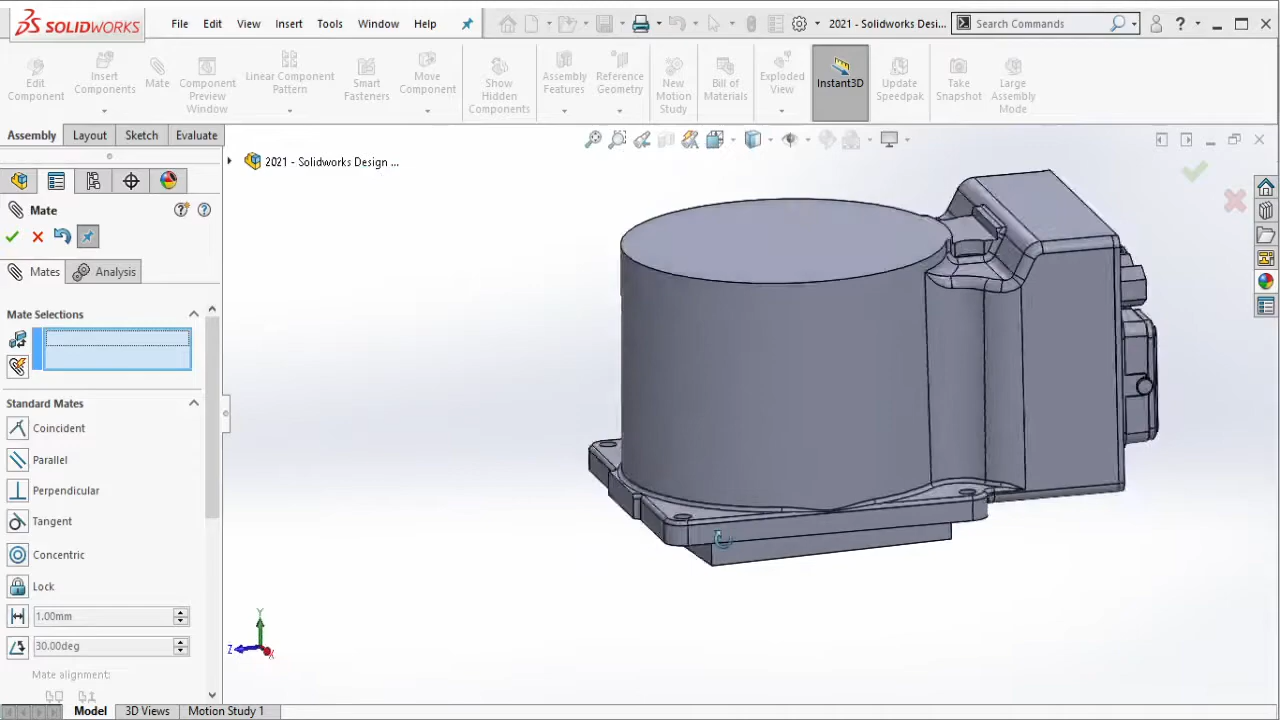 SOLIDWORKS
File Edit View Insert Tools Window Help
2021 - Solidworks Desi...
Search Commands
?
Edit Component
Insert Components
Mate
Component Preview Window
Linear Component Pattern
Smart Fasteners
Move Component
Show Hidden Components
Assembly Features
Reference Geometry
New Motion Study
Bill of Materials
Exploded View
Instant3D
Update Speedpak
Take Snapshot
Large Assembly Mode
Assembly Layout Sketch Evaluate
2021 - Solidworks Design ...
Mate
Mates Analysis
Mate Selections
Standard Mates
Coincident
Parallel
Perpendicular
Tangent
Concentric
Lock
1.00mm
30.00deg
Mate alignment:
Y
Z
X
Model 3D Views Motion Study 1